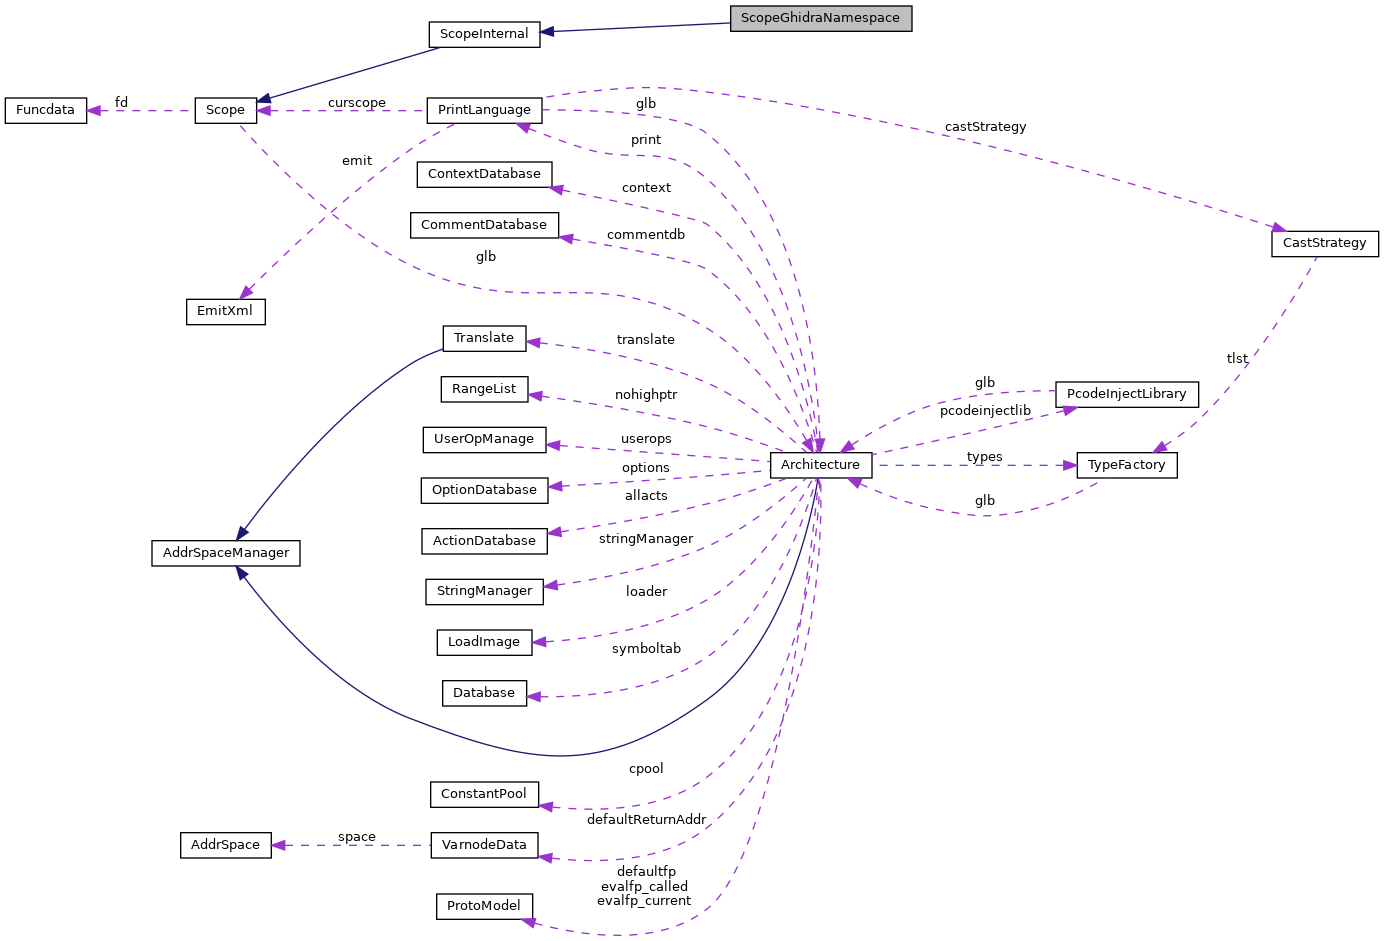 ScopeGhidraNamespace
ScopeInternal
Funcdata
fd
Scope
curscope
PrintLanguage
glb
castStrategy
print
emit
ContextDatabase
context
CommentDatabase
commentdb
CastStrategy
glb
EmitXml
Translate
translate
tlst
RangeList
nohighptr
glb
PcodeInjectLibrary
pcodeinjectlib
UserOpManage
userops
Architecture
types
TypeFactory
OptionDatabase
options
allacts
glb
ActionDatabase
stringManager
AddrSpaceManager
StringManager
loader
LoadImage
symboltab
Database
cpool
ConstantPool
defaultReturnAddr
AddrSpace
space
VarnodeData
defaultfp
evalfp_called
evalfp_current
ProtoModel